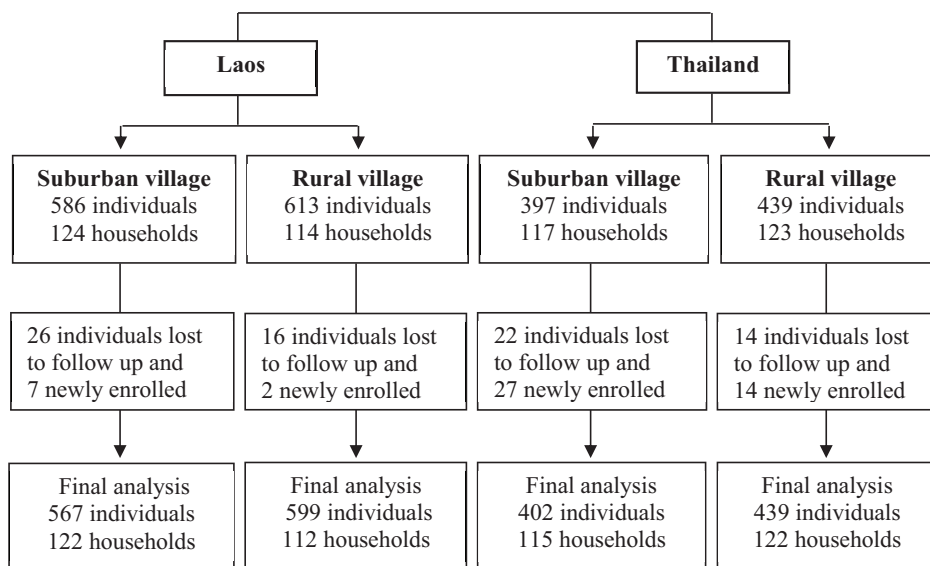 Laos
Thailand
Suburban village
586 individuals
124 households
Rural village
613 individuals
114 households
Suburban village
397 individuals
117 households
Rural village
439 individuals
123 households
26 individuals lost
to follow up and
7 newly enrolled
16 individuals lost
to follow up and
2 newly enrolled
22 individuals lost
to follow up and
27 newly enrolled
14 individuals lost
to follow up and
14 newly enrolled
Final analysis
567 individuals
122 households
Final analysis
599 individuals
112 households
Final analysis
402 individuals
115 households
Final analysis
439 individuals
122 households